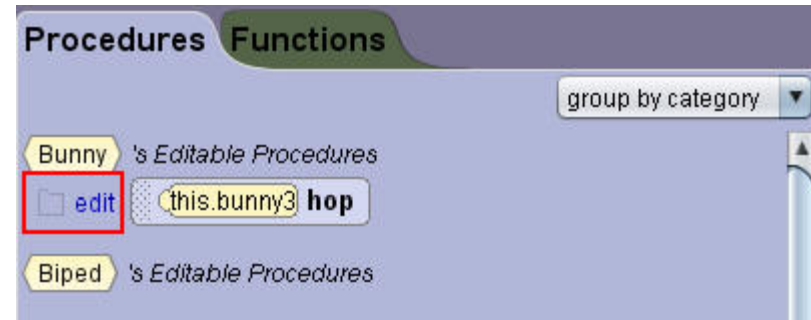 Procedures Functions
group by category
Bunny 's Editable Procedures
edit this.bunny3 hop
Biped 's Editable Procedures